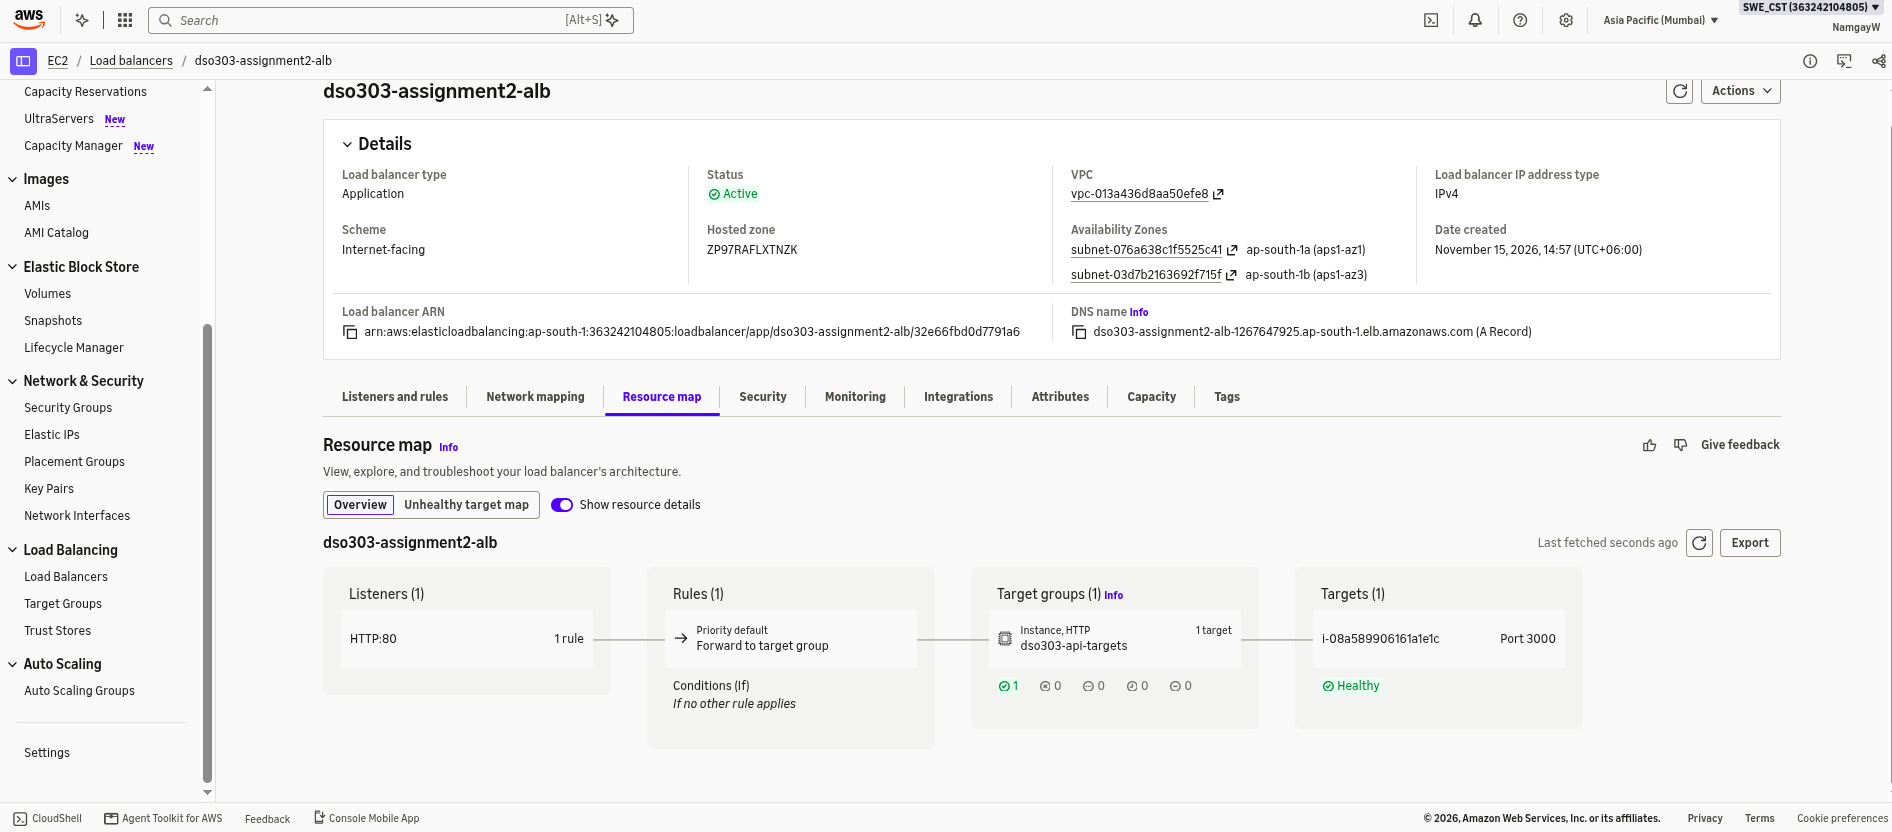 aws
Search
[Alt+S]
Asia Pacific (Mumbai)
SWE_CST (363242104805)
NamgayW
EC2 / Load balancers / dso303-assignment2-alb
Capacity Reservations
UltraServers New
Capacity Manager New
Images
AMIs
AMI Catalog
Elastic Block Store
Volumes
Snapshots
Lifecycle Manager
Network & Security
Security Groups
Elastic IPs
Placement Groups
Key Pairs
Network Interfaces
Load Balancing
Load Balancers
Target Groups
Trust Stores
Auto Scaling
Auto Scaling Groups
Settings
dso303-assignment2-alb
Actions
Details
Load balancer type
Application
Status
Active
VPC
vpc-013a436d8aa50efe8
Load balancer IP address type
IPv4
Scheme
Internet-facing
Hosted zone
ZP97RAFLXTNZK
Availability Zones
subnet-076a638c1f5525c41 ap-south-1a (aps1-az1)
subnet-03d7b2163692f715f ap-south-1b (aps1-az3)
Date created
November 15, 2026, 14:57 (UTC+06:00)
Load balancer ARN
arn:aws:elasticloadbalancing:ap-south-1:363242104805:loadbalancer/app/dso303-assignment2-alb/32e66fbd0d7791a6
DNS name Info
dso303-assignment2-alb-1267647925.ap-south-1.elb.amazonaws.com (A Record)
Listeners and rules
Network mapping
Resource map
Security
Monitoring
Integrations
Attributes
Capacity
Tags
Resource map Info
Give feedback
View, explore, and troubleshoot your load balancer's architecture.
Overview
Unhealthy target map
Show resource details
dso303-assignment2-alb
Last fetched seconds ago
Export
Listeners (1)
HTTP:80 1 rule
Rules (1)
Priority default
Forward to target group
Conditions (If)
If no other rule applies
Target groups (1) Info
Instance, HTTP 1 target
dso303-api-targets
1 0 0 0 0
Targets (1)
i-08a589906161a1e1c Port 3000
Healthy
CloudShell
Agent Toolkit for AWS
Feedback
Console Mobile App
© 2026, Amazon Web Services, Inc. or its affiliates.
Privacy
Terms
Cookie preferences